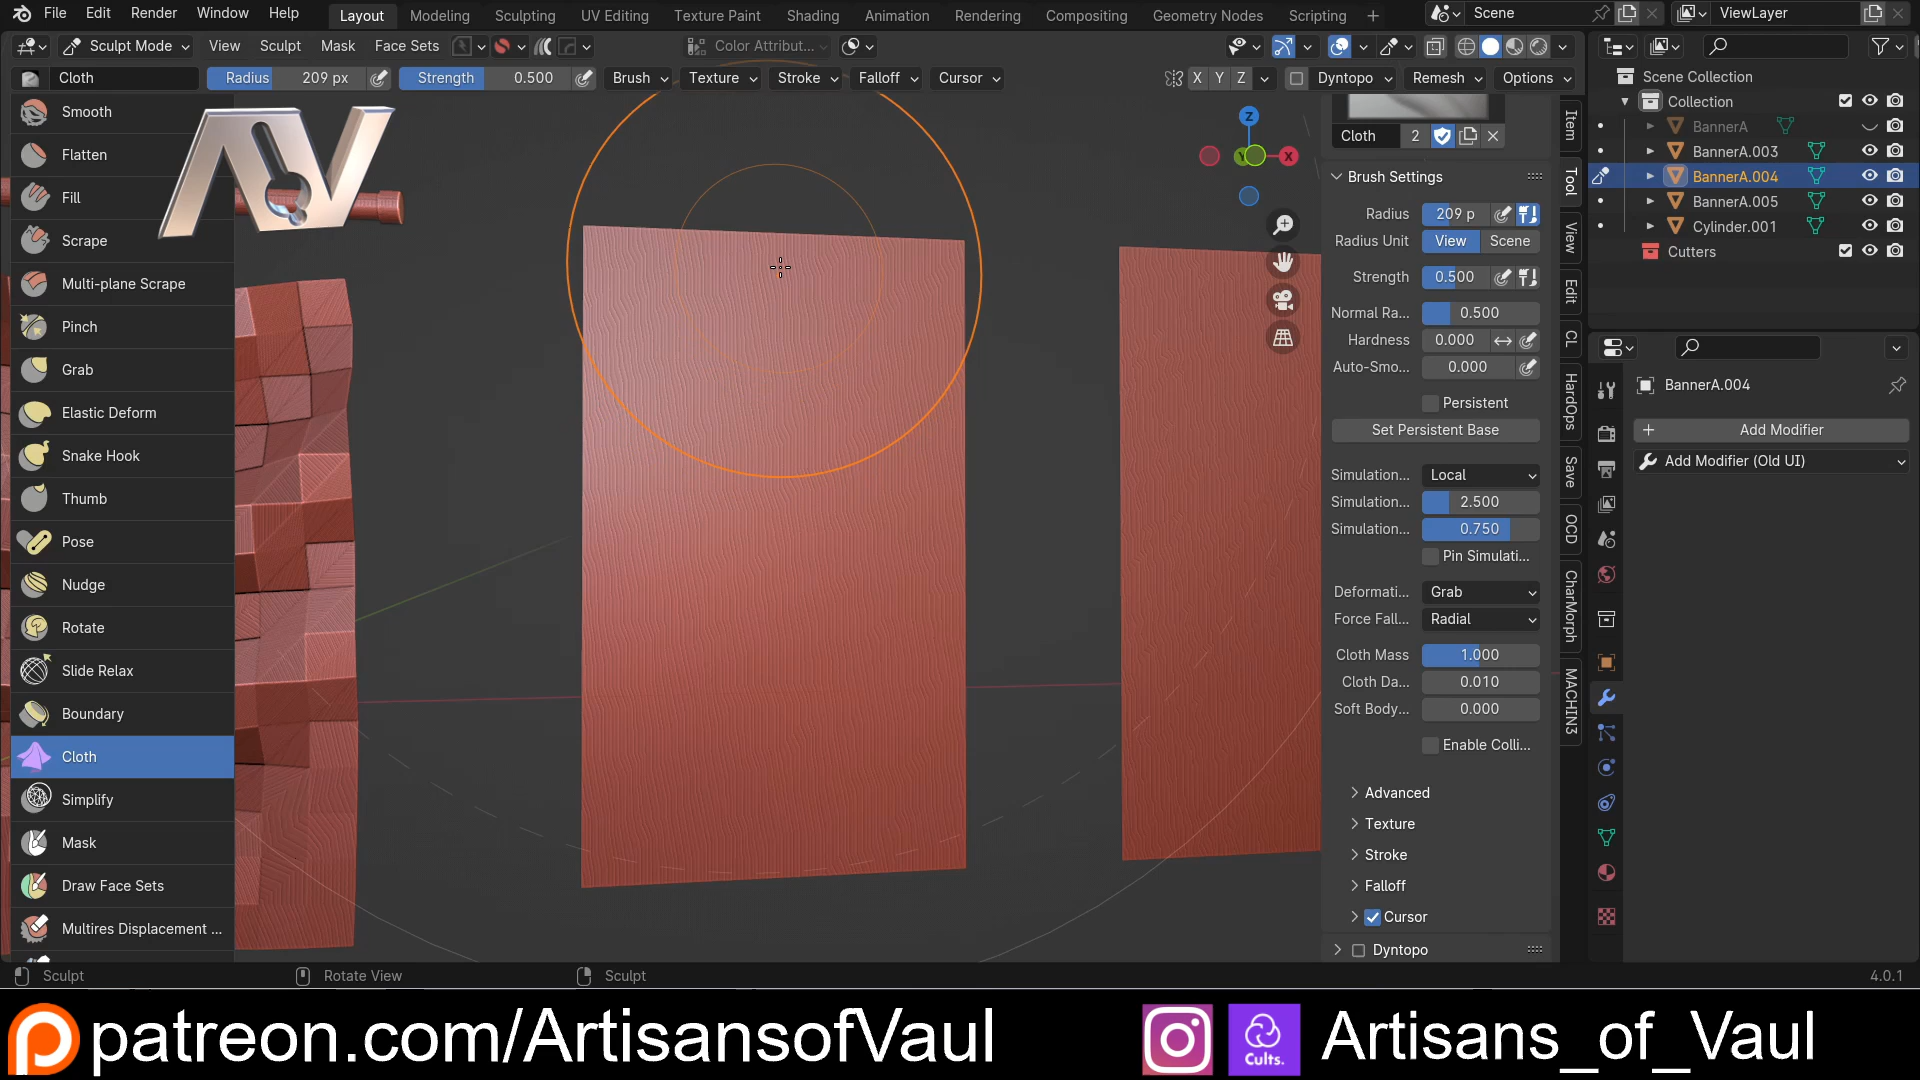 File Edit Render Window Help Layout Modeling Sculpting UV Editing Texture Paint Shading Animation Rendering Compositing Geometry Nodes Scripting + Scene ViewLayer
Sculpt Mode View Sculpt Mask Face Sets Color Attribut...
Cloth Radius 209 px Strength 0.500 Brush Texture Stroke Falloff Cursor X Y Z Dyntopo Remesh Options
Smooth
Flatten
Fill
Scrape
Multi-plane Scrape
Pinch
Grab
Elastic Deform
Snake Hook
Thumb
Pose
Nudge
Rotate
Slide Relax
Boundary
Cloth
Simplify
Mask
Draw Face Sets
Multires Displacement ...
AV
Z
Y X
Cloth 2
Brush Settings
Radius 209 p
Radius Unit View Scene
Strength 0.500
Normal Ra... 0.500
Hardness 0.000
Auto-Smo... 0.000
Persistent
Set Persistent Base
Simulation... Local
Simulation... 2.500
Simulation... 0.750
Pin Simulati...
Deformati... Grab
Force Fall... Radial
Cloth Mass 1.000
Cloth Da... 0.010
Soft Body... 0.000
Enable Colli...
Advanced
Texture
Stroke
Falloff
Cursor
Dyntopo
Item
Tool
View
Edit
CL
HardOps
Save
OCD
CharMorph
MACHIN3
Scene Collection
Collection
BannerA
BannerA.003
BannerA.004
BannerA.005
Cylinder.001
Cutters
BannerA.004
+ Add Modifier
Add Modifier (Old UI)
Sculpt Rotate View Sculpt 4.0.1
patreon.com/ArtisansofVaul Cults. Artisans_of_Vaul